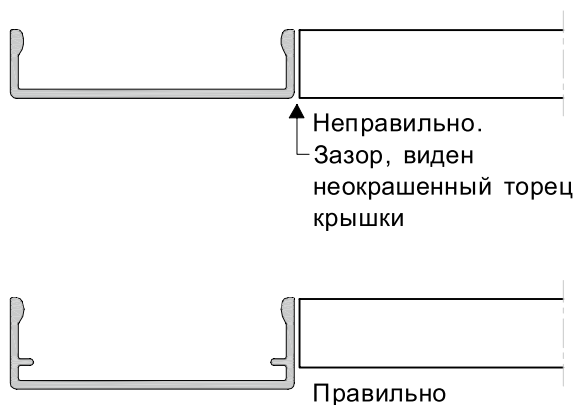 Неправильно.
Зазор, виден
неокрашенный торец
крышки
Правильно